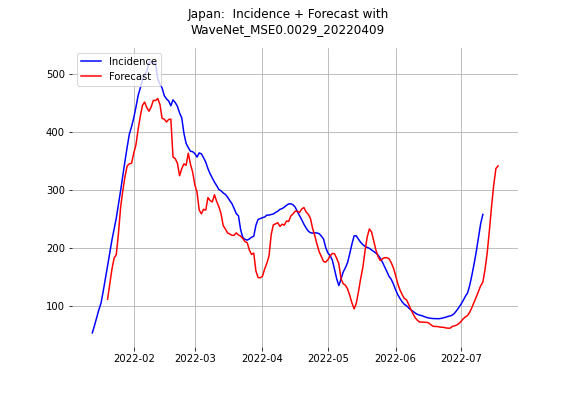 Japan:  Incidence + Forecast with
WaveNet_MSE0.0029_20220409
Incidence
Forecast
500
400
300
200
100
2022-02 2022-03 2022-04 2022-05 2022-06 2022-07